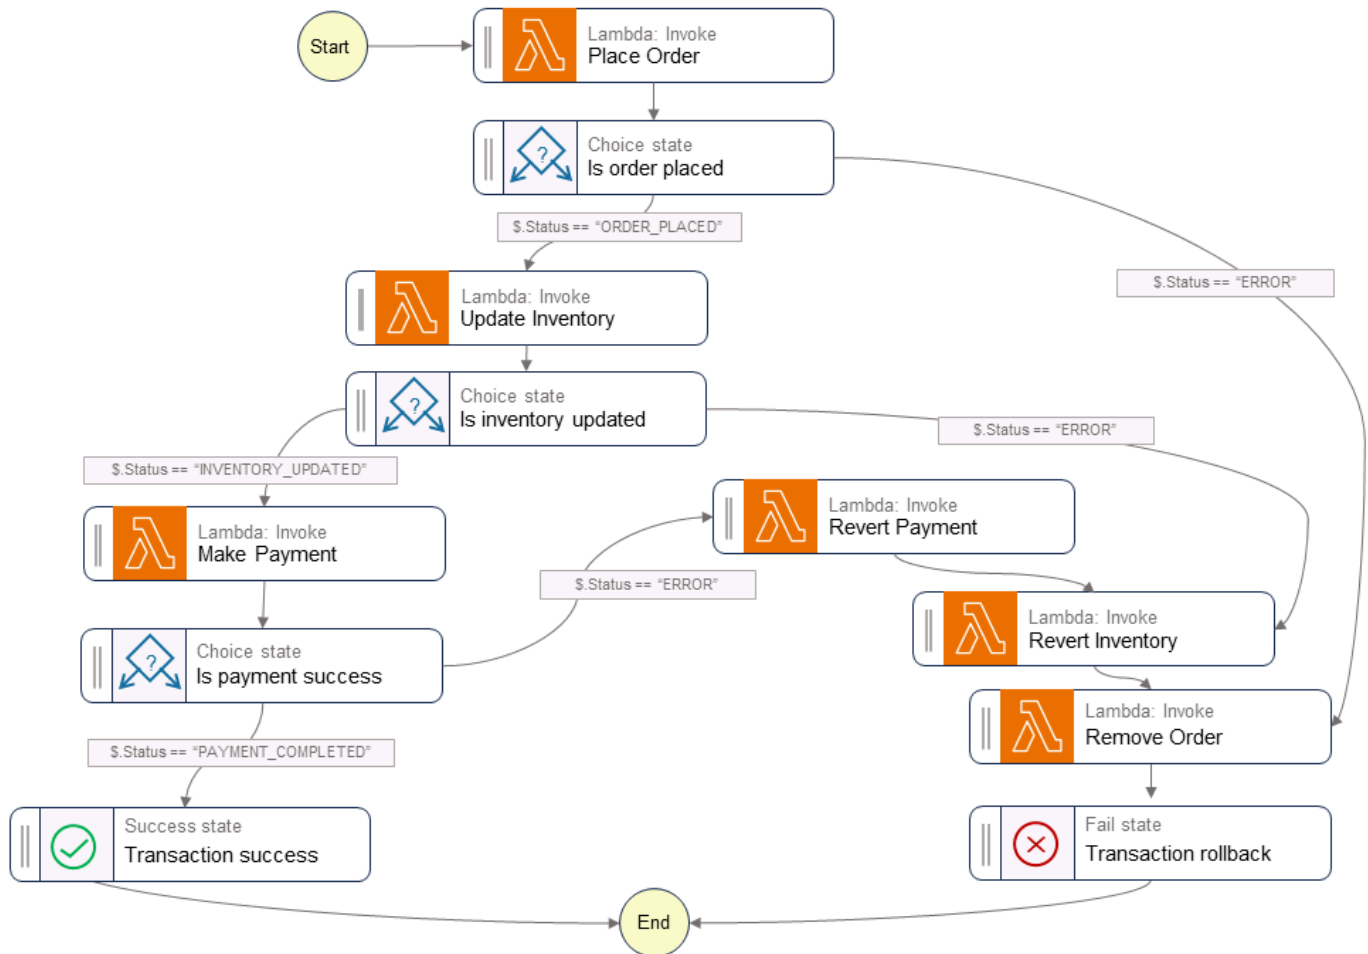 Start
Lambda: Invoke
Place Order
Choice state
?
Is order placed
$.Status == “ORDER_PLACED”
$.Status == “ERROR”
Lambda: Invoke
Update Inventory
Choice state
?
Is inventory updated
$.Status == “ERROR”
$.Status == “INVENTORY_UPDATED”
Lambda: Invoke
Revert Payment
Lambda: Invoke
Make Payment
$.Status == “ERROR”
Lambda: Invoke
Revert Inventory
Choice state
?
Is payment success
Lambda: Invoke
Remove Order
$.Status == “PAYMENT_COMPLETED”
Success state
Transaction success
Fail state
Transaction rollback
End